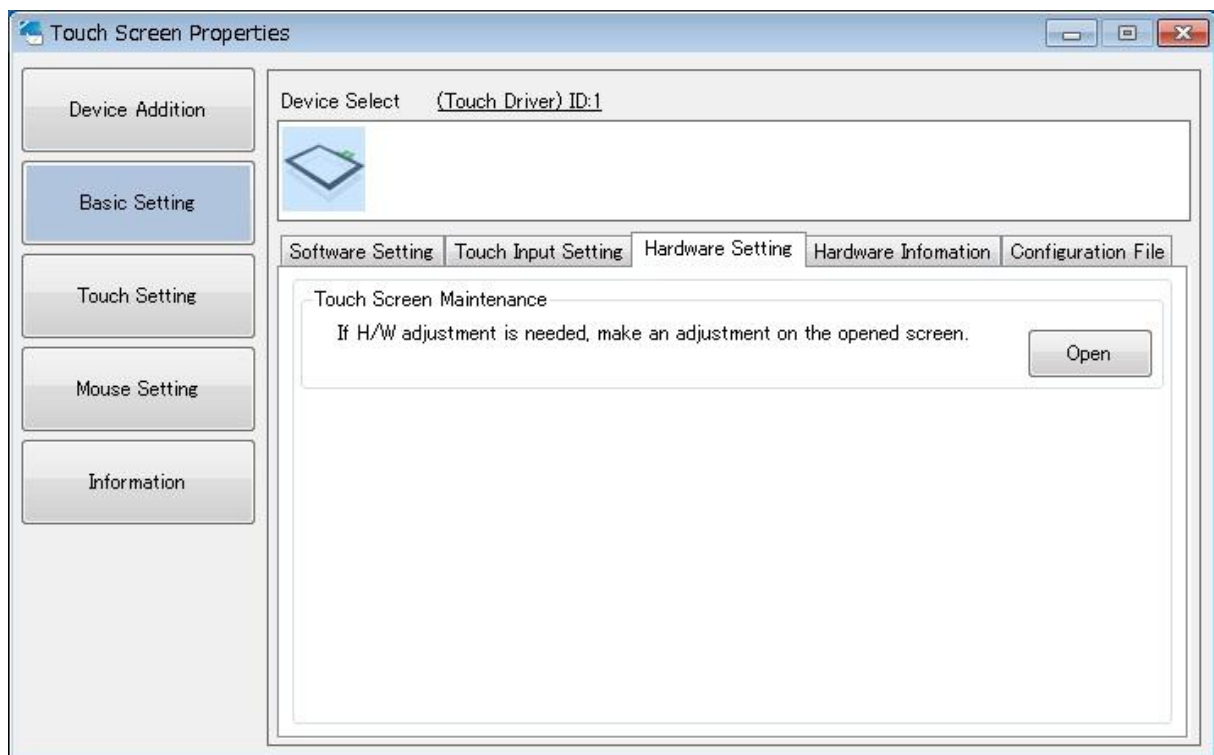 Touch Screen Properties
Device Addition
Basic Setting
Touch Setting
Mouse Setting
Information
Device Select (Touch Driver) ID:1
Software Setting Touch Input Setting Hardware Setting Hardware Infomation Configuration File
Touch Screen Maintenance
If H/W adjustment is needed, make an adjustment on the opened screen.
Open